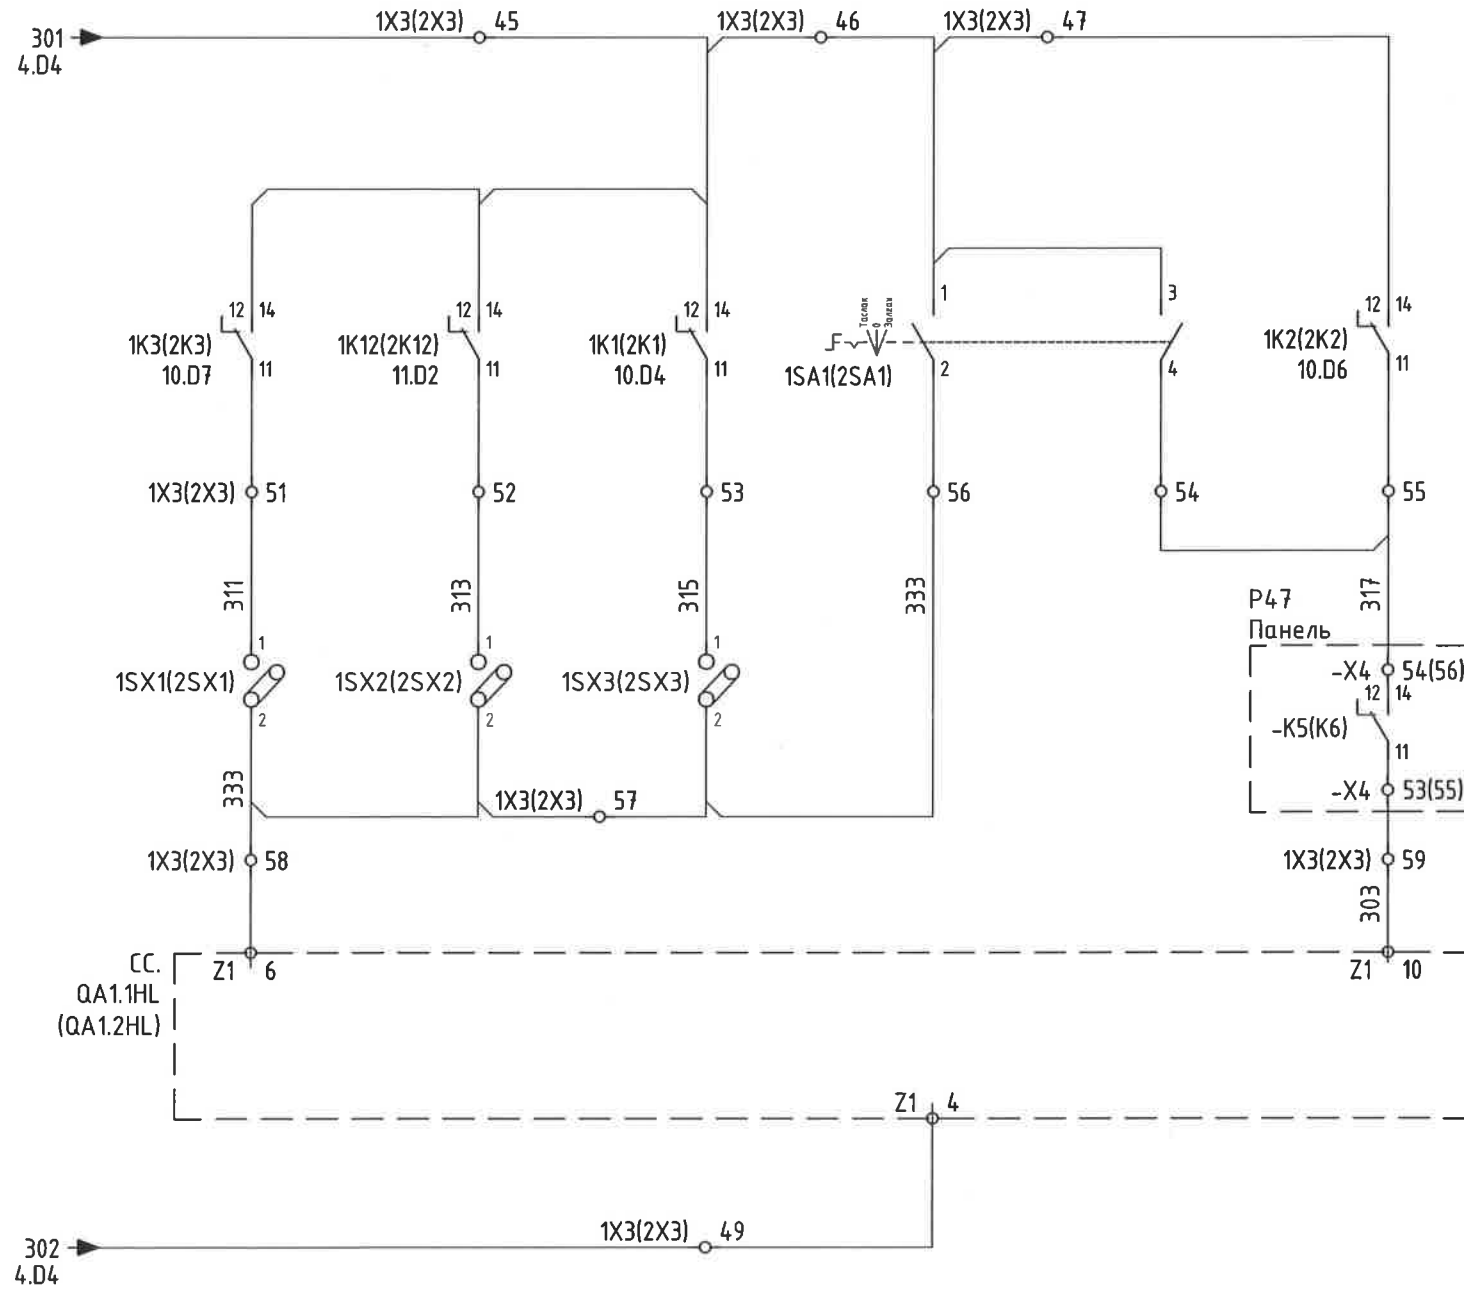 1X3(2X3) 45
1X3(2X3) 46
1X3(2X3) 47
301
4.D4
12 14
1K3(2K3)
10.D7
11
12 14
1K12(2K12)
11.D2
11
12 14
1K1(2K1)
10.D4
11
Таслах
0
Залгах
1SA1(2SA1)
1
2
3
4
12 14
1K2(2K2)
10.D6
11
1X3(2X3) 51
52
53
56
54
55
311
313
315
333
317
P47
Панель
1
1SX1(2SX1)
2
1
1SX2(2SX2)
2
1
1SX3(2SX3)
2
-X4 54(56)
12 14
-K5(K6)
11
-X4 53(55)
333
1X3(2X3) 57
1X3(2X3) 58
1X3(2X3) 59
303
CC.
QA1.1HL
(QA1.2HL)
Z1 6
Z1 10
Z1 4
1X3(2X3) 49
302
4.D4